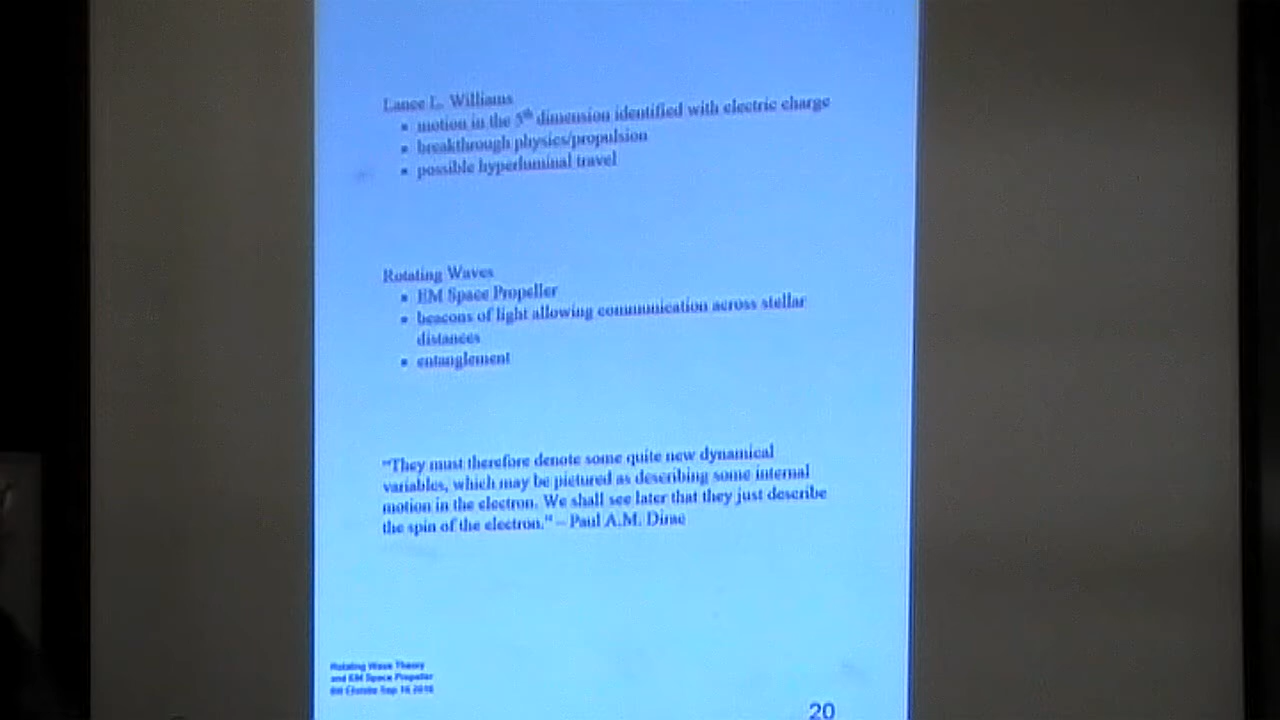 Lance L. Williams
▪ motion in the 5th dimension identified with electric charge
▪ breakthrough physics/propulsion
▪ possible hyperluminal travel
Rotating Waves
▪ EM Space Propeller
▪ beacons of light allowing communication across stellar
distances
▪ entanglement
"They must therefore denote some quite new dynamical
variables, which may be pictured as describing some internal
motion in the electron. We shall see later that they just describe
the spin of the electron." – Paul A.M. Dirac
Rotating Wave Theory
and EM Space Propeller
Sep 16 2016
20